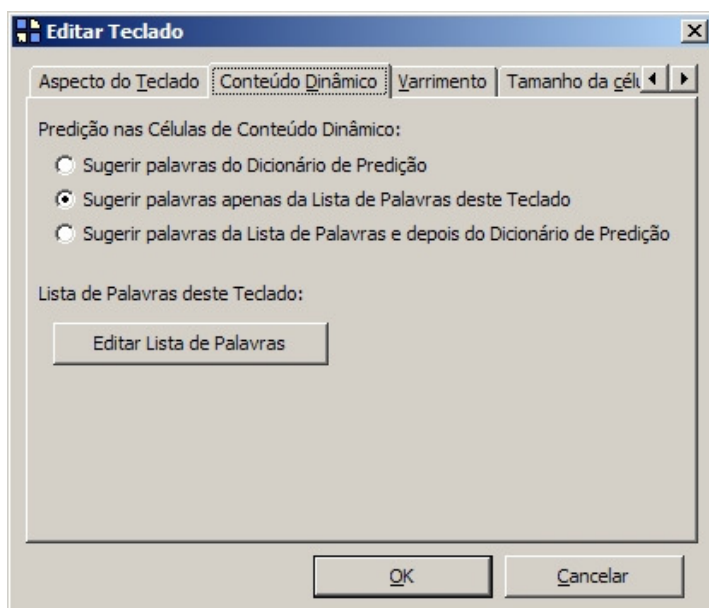 Editar Teclado
Aspecto do Teclado Conteúdo Dinâmico Varrimento Tamanho da célu
Predição nas Células de Conteúdo Dinâmico:
Sugerir palavras do Dicionário de Predição
Sugerir palavras apenas da Lista de Palavras deste Teclado
Sugerir palavras da Lista de Palavras e depois do Dicionário de Predição
Lista de Palavras deste Teclado:
Editar Lista de Palavras
OK Cancelar